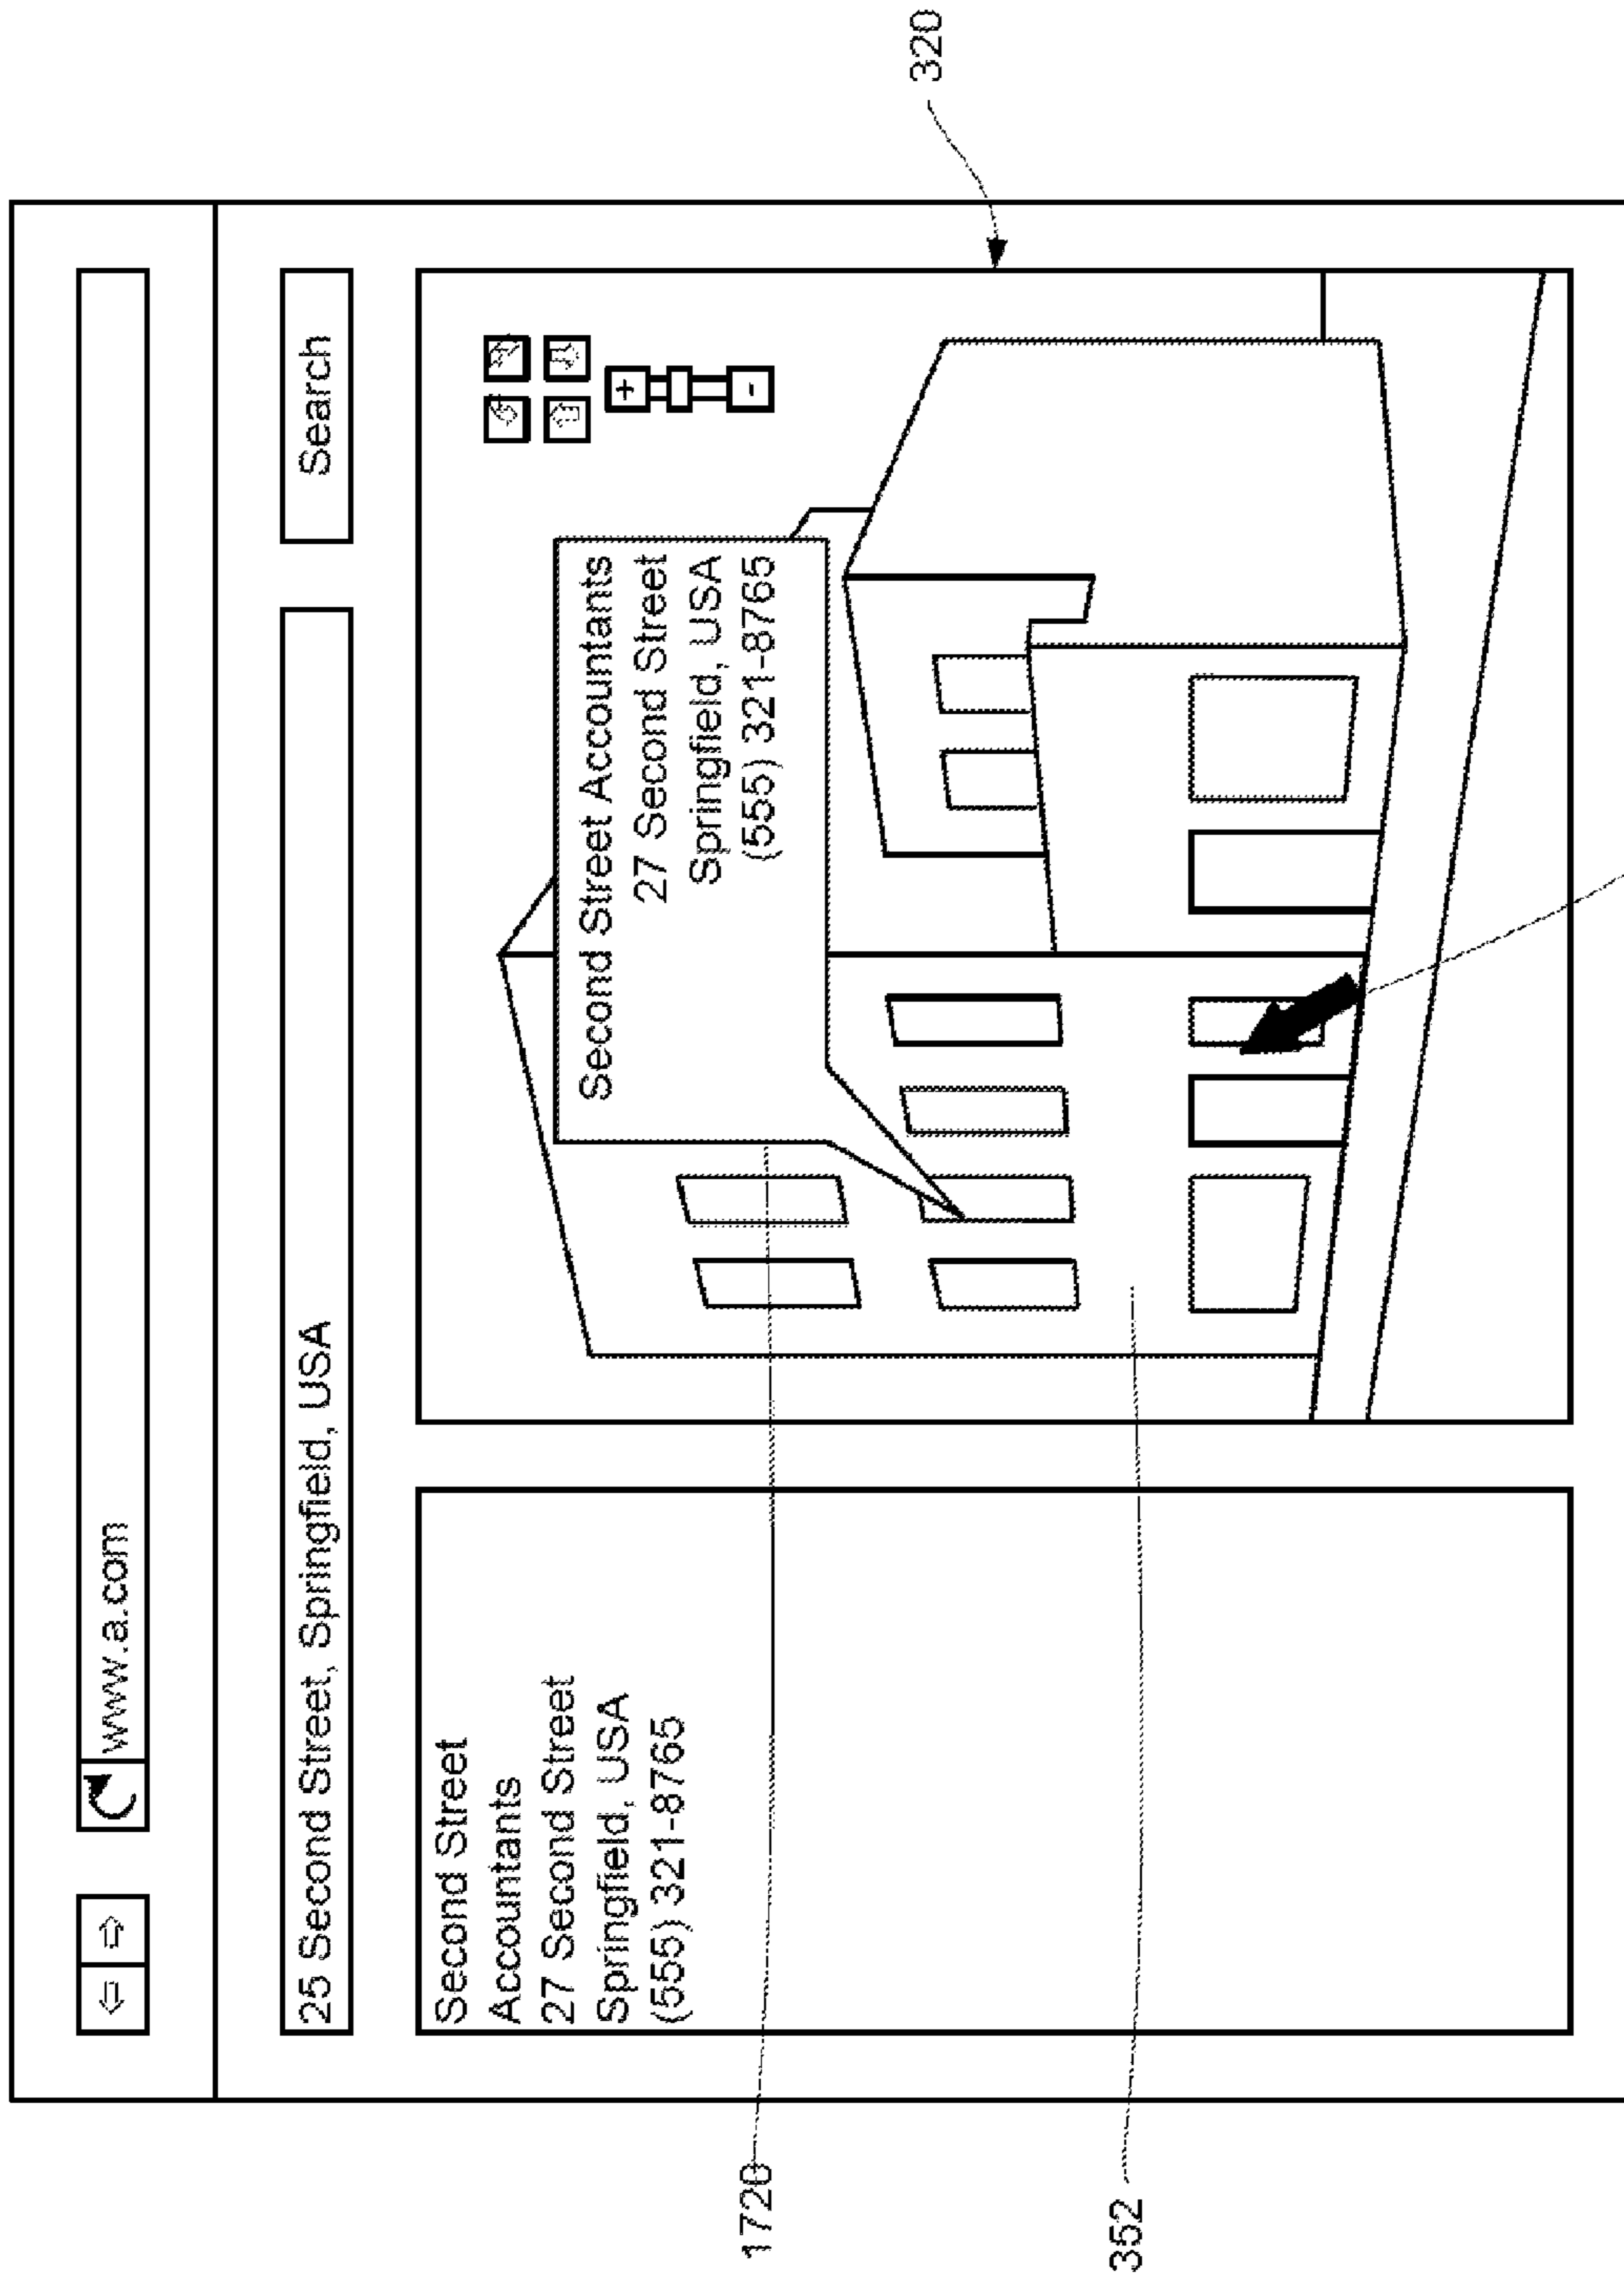 www.a.com
25 Second Street, Springfield, USA
Search
Second Street
Accountants
27 Second Street
Springfield, USA
(555) 321-8765
Second Street Accountants
27 Second Street
Springfield, USA
(555) 321-8765
+
-
1720
352
320